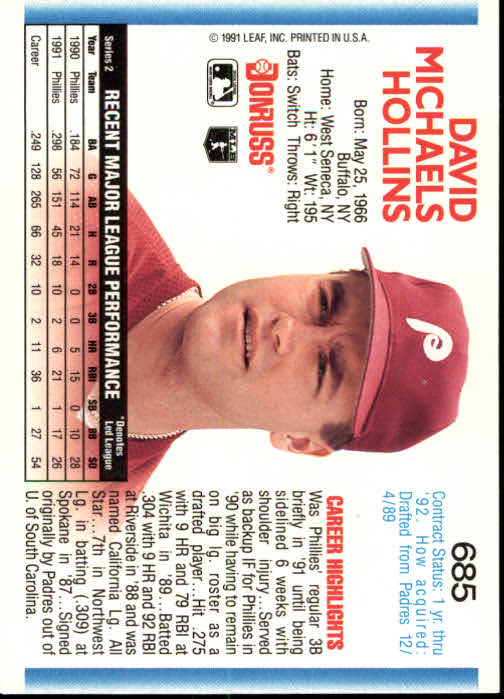 685
DAVID
MICHAELS
HOLLINS
Born: May 25, 1966
Buffalo, NY
Home: West Seneca, NY
Ht: 6' 1" Wt: 195
Bats: Switch Throws: Right
DONRUSS®
© 1991 LEAF, INC. PRINTED IN U.S.A.
P
Contract Status: 1 yr. thru
'92. How acquired:
Drafted from Padres 12/
4/89
CAREER HIGHLIGHTS
Was Phillies' regular 3B
briefly in '91 until being
sidelined 6 weeks with
shoulder injury...Served
as backup IF for Phillies in
'90 while having to remain
on big lg. roster as a
drafted player...Hit .275
with 9 HR and 79 RBI at
Wichita in '89...Batted
.304 with 9 HR and 92 RBI
at Riverside in '88 and was
named California Lg. All
Star...7th in Northwest
Lg. in batting (.309) at
Spokane in '87...Signed
originally by Padres out of
U. of South Carolina.
Series 2 RECENT MAJOR LEAGUE PERFORMANCE *Denotes
Led League
Year Team BA G AB H R 2B 3B HR RBI SB BB SO
1990 Phillies .184 72 114 21 14 0 0 5 15 0 10 28
1991 Phillies .298 56 151 45 18 10 2 6 21 1 17 26
Career .249 128 265 66 32 10 2 11 36 1 27 54